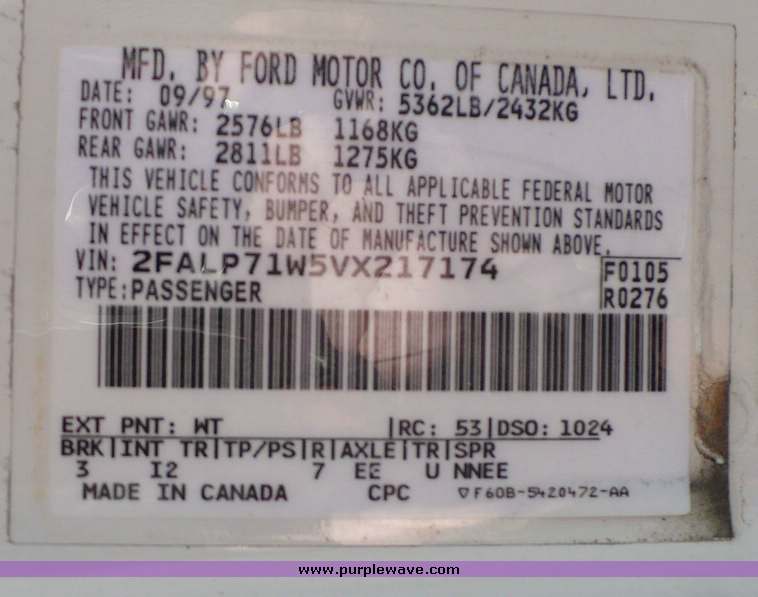 MFD. BY FORD MOTOR CO. OF CANADA, LTD.
DATE: 09/97 GVWR: 5362LB/2432KG
FRONT GAWR: 2576LB 1168KG
REAR GAWR: 2811LB 1275KG
THIS VEHICLE CONFORMS TO ALL APPLICABLE FEDERAL MOTOR
VEHICLE SAFETY, BUMPER, AND THEFT PREVENTION STANDARDS
IN EFFECT ON THE DATE OF MANUFACTURE SHOWN ABOVE.
VIN: 2FALP71W5VX217174 F0105
TYPE:PASSENGER R0276
EXT PNT: WT |RC: 53|DSO: 1024
BRK|INT TR|TP/PS|R|AXLE|TR|SPR
3 I2 7 EE U NNEE
MADE IN CANADA CPC ▽F60B-5420472-AA
www.purplewave.com